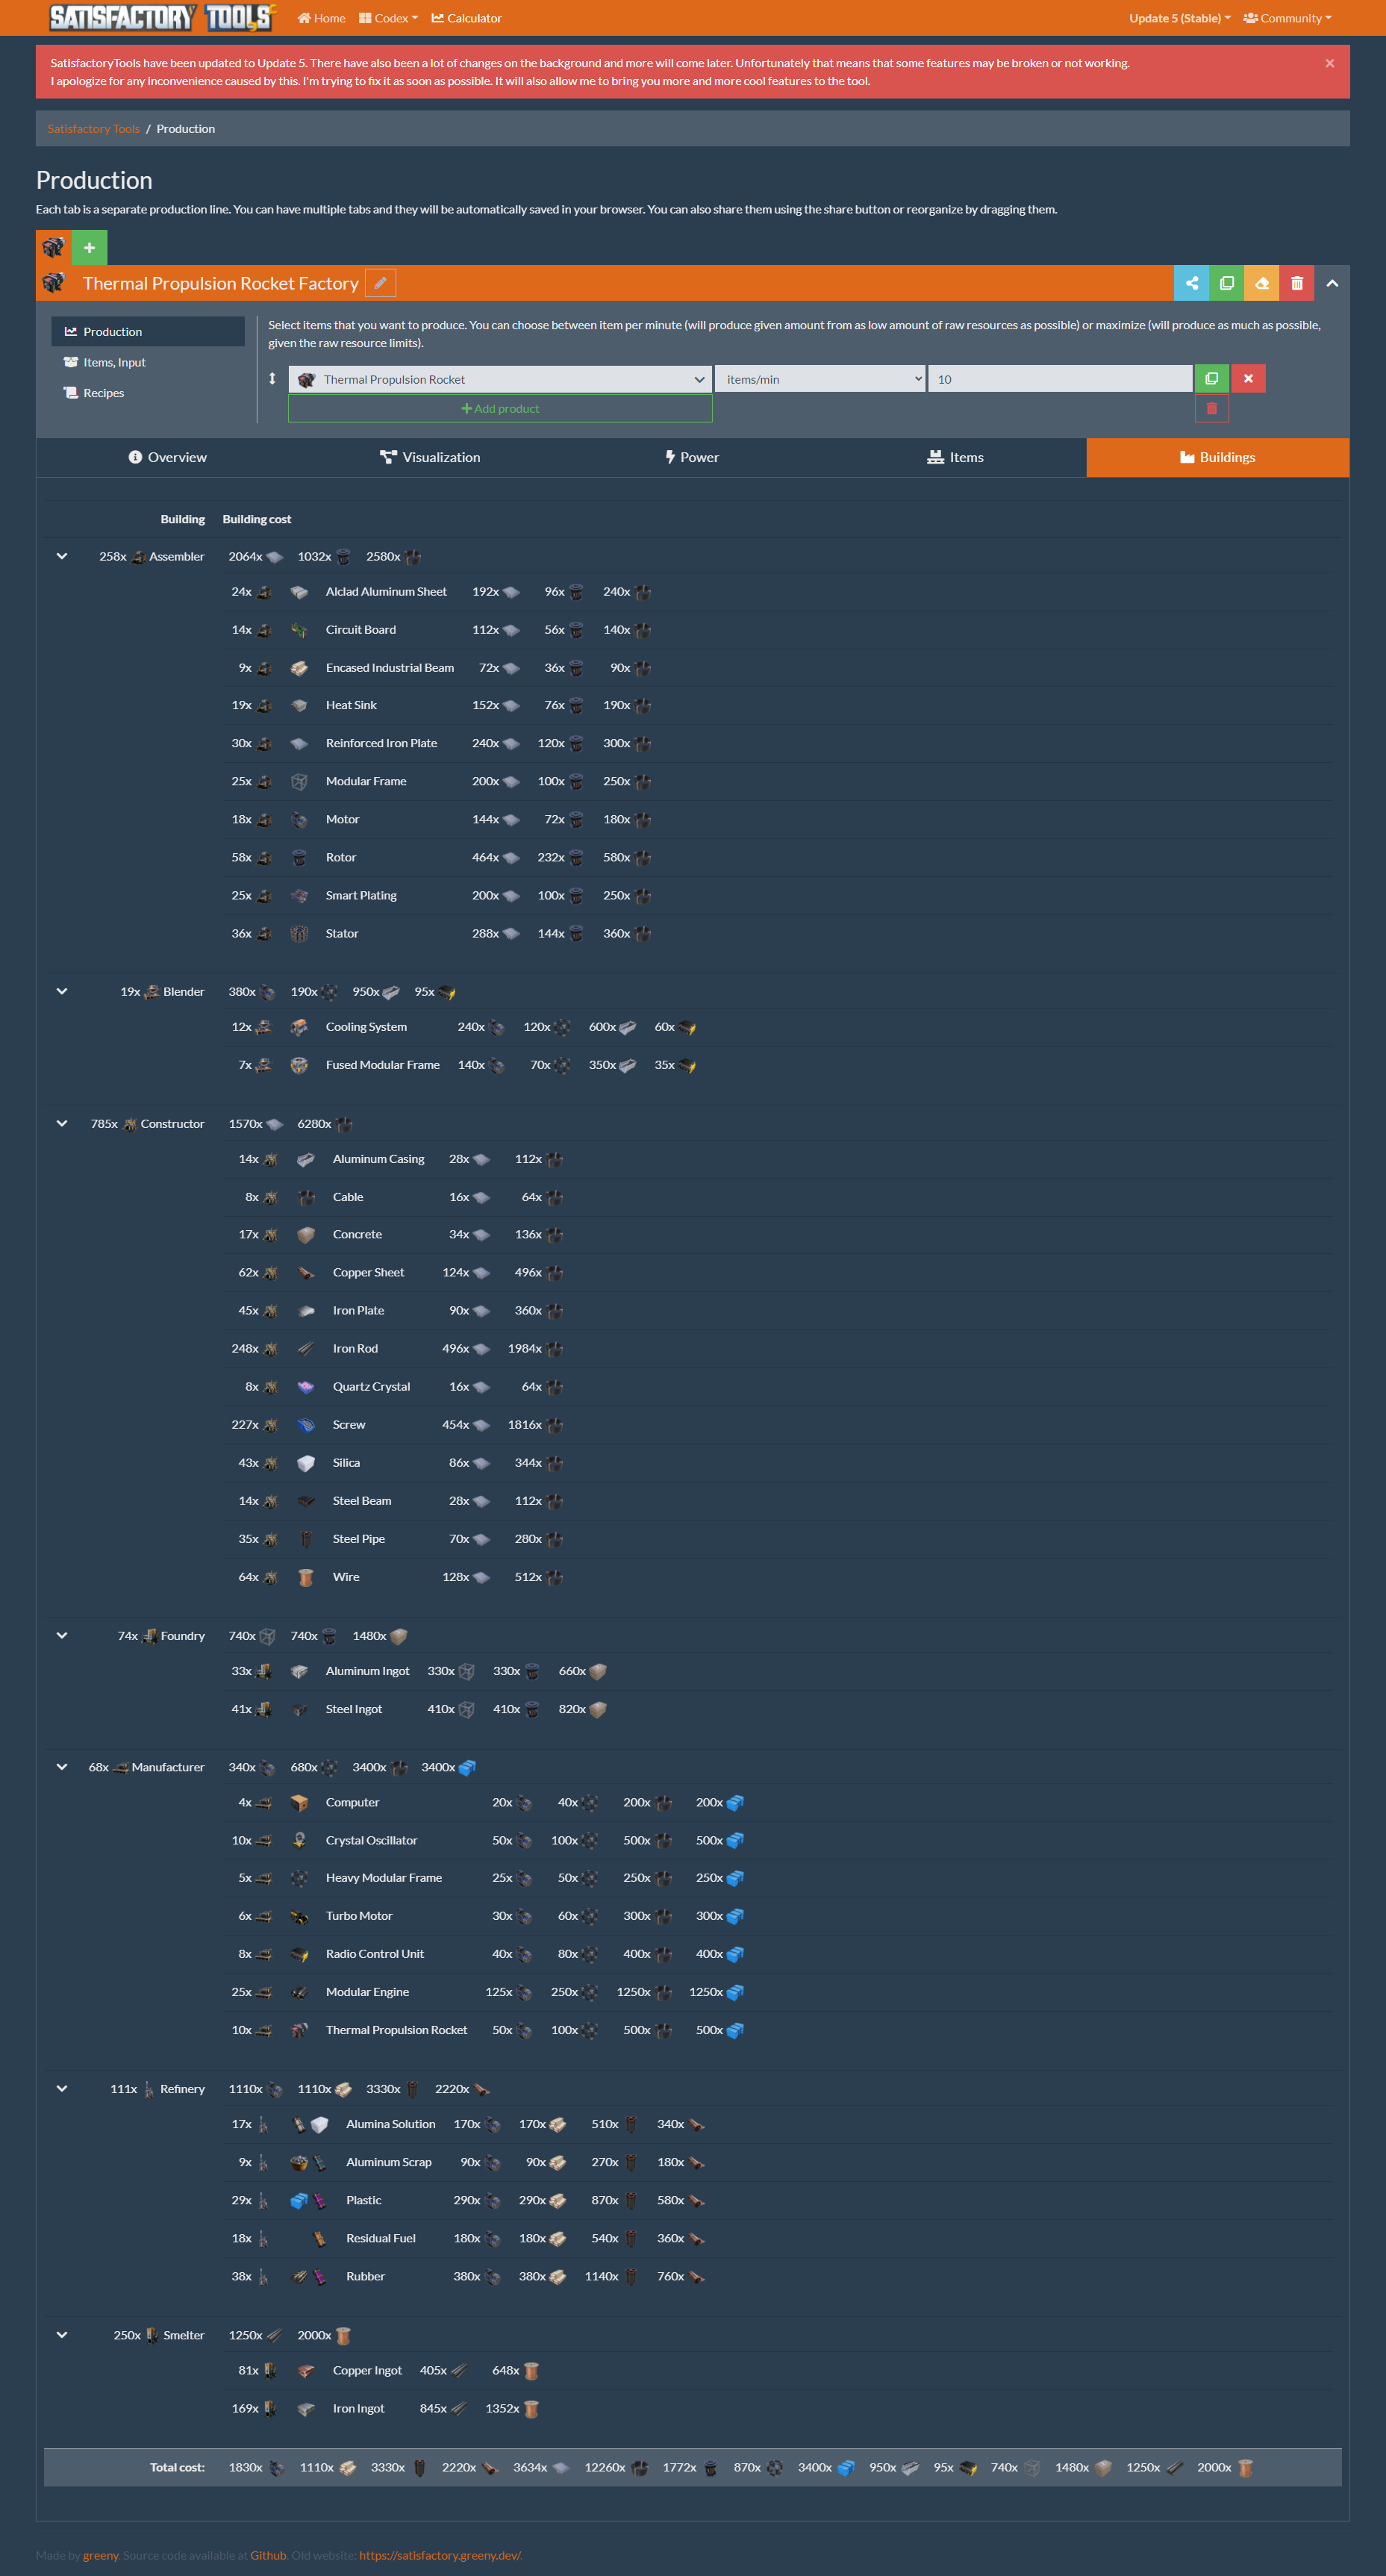 SATISFACTORY TOOLS
Home
Codex
Calculator
Update 5 (Stable)
Community
SatisfactoryTools have been updated to Update 5. There have also been a lot of changes on the background and more will come later. Unfortunately that means that some features may be broken or not working.
I apologize for any inconvenience caused by this. I'm trying to fix it as soon as possible. It will also allow me to bring you more and more cool features to the tool.
Satisfactory Tools / Production
Production
Each tab is a separate production line. You can have multiple tabs and they will be automatically saved in your browser. You can also share them using the share button or reorganize by dragging them.
Thermal Propulsion Rocket Factory
Production
Items, Input
Recipes
Select items that you want to produce. You can choose between item per minute (will produce given amount from as low amount of raw resources as possible) or maximize (will produce as much as possible,
given the raw resource limits).
Thermal Propulsion Rocket items/min 10
Add product
Overview Visualization Power Items Buildings
Building Building cost
258x Assembler 2064x 1032x 2580x
24x Alclad Aluminum Sheet 192x 96x 240x
14x Circuit Board 112x 56x 140x
9x Encased Industrial Beam 72x 36x 90x
19x Heat Sink 152x 76x 190x
30x Reinforced Iron Plate 240x 120x 300x
25x Modular Frame 200x 100x 250x
18x Motor 144x 72x 180x
58x Rotor 464x 232x 580x
25x Smart Plating 200x 100x 250x
36x Stator 288x 144x 360x
19x Blender 380x 190x 950x 95x
12x Cooling System 240x 120x 600x 60x
7x Fused Modular Frame 140x 70x 350x 35x
785x Constructor 1570x 6280x
14x Aluminum Casing 28x 112x
8x Cable 16x 64x
17x Concrete 34x 136x
62x Copper Sheet 124x 496x
45x Iron Plate 90x 360x
248x Iron Rod 496x 1984x
8x Quartz Crystal 16x 64x
227x Screw 454x 1816x
43x Silica 86x 344x
14x Steel Beam 28x 112x
35x Steel Pipe 70x 280x
64x Wire 128x 512x
74x Foundry 740x 740x 1480x
33x Aluminum Ingot 330x 330x 660x
41x Steel Ingot 410x 410x 820x
68x Manufacturer 340x 680x 3400x 3400x
4x Computer 20x 40x 200x 200x
10x Crystal Oscillator 50x 100x 500x 500x
5x Heavy Modular Frame 25x 50x 250x 250x
6x Turbo Motor 30x 60x 300x 300x
8x Radio Control Unit 40x 80x 400x 400x
25x Modular Engine 125x 250x 1250x 1250x
10x Thermal Propulsion Rocket 50x 100x 500x 500x
111x Refinery 1110x 1110x 3330x 2220x
17x Alumina Solution 170x 170x 510x 340x
9x Aluminum Scrap 90x 90x 270x 180x
29x Plastic 290x 290x 870x 580x
18x Residual Fuel 180x 180x 540x 360x
38x Rubber 380x 380x 1140x 760x
250x Smelter 1250x 2000x
81x Copper Ingot 405x 648x
169x Iron Ingot 845x 1352x
Total cost: 1830x 1110x 3330x 2220x 3634x 12260x 1772x 870x 3400x 950x 95x 740x 1480x 1250x 2000x
Made by greeny. Source code available at Github. Old website: https://satisfactory.greeny.dev/.